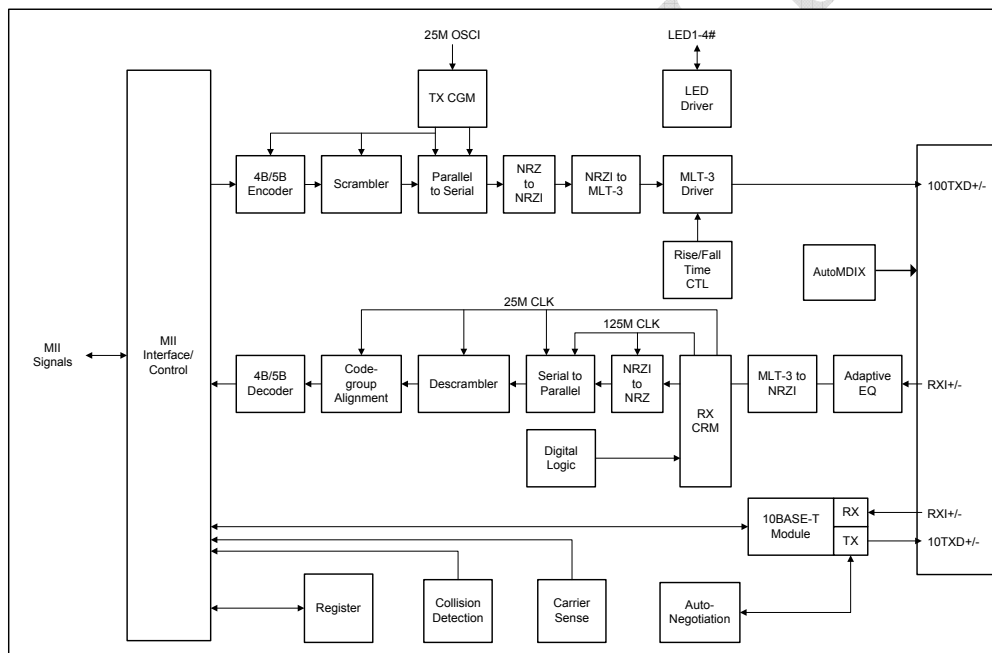 25M OSCI
LED1-4#
TX CGM
LED
Driver
4B/5B
Encoder
Scrambler
Parallel
to Serial
NRZ
to
NRZI
NRZI to
MLT-3
MLT-3
Driver
100TXD+/-
Rise/Fall
Time
CTL
AutoMDIX
25M CLK
125M CLK
MII
Signals
MII
Interface/
Control
4B/5B
Decoder
Code-
group
Alignment
Descrambler
Serial to
Parallel
NRZI
to
NRZ
RX
CRM
MLT-3 to
NRZI
Adaptive
EQ
RXI+/-
Digital
Logic
10BASE-T
Module
RX
TX
RXI+/-
10TXD+/-
Register
Collision
Detection
Carrier
Sense
Auto-
Negotiation